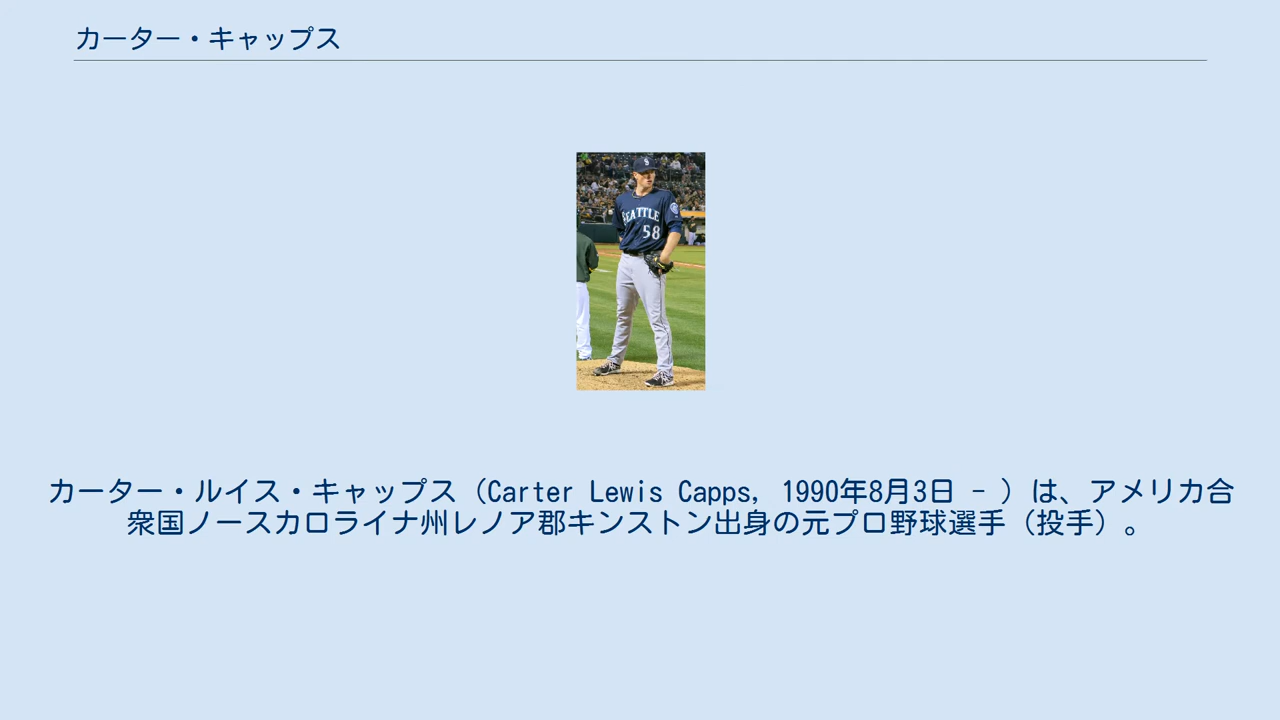 カーター・キャップス
S
SEATTLE
58
カーター・ルイス・キャップス（Carter Lewis Capps, 1990年8月3日 - ）は、アメリカ合
衆国ノースカロライナ州レノア郡キンストン出身の元プロ野球選手（投手）。